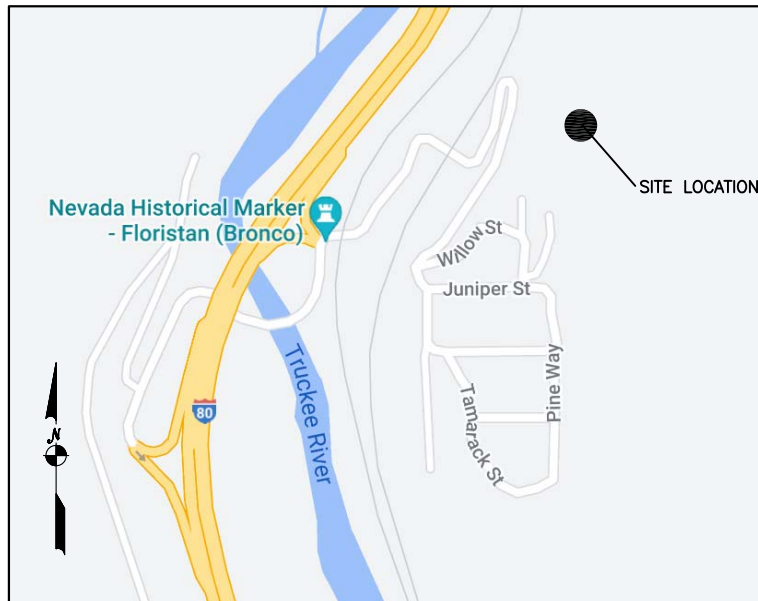 SITE LOCATION
Nevada Historical Marker
- Floristan (Bronco)
Willow St
Juniper St
Truckee River
80
Tamarack St
Pine Way
N